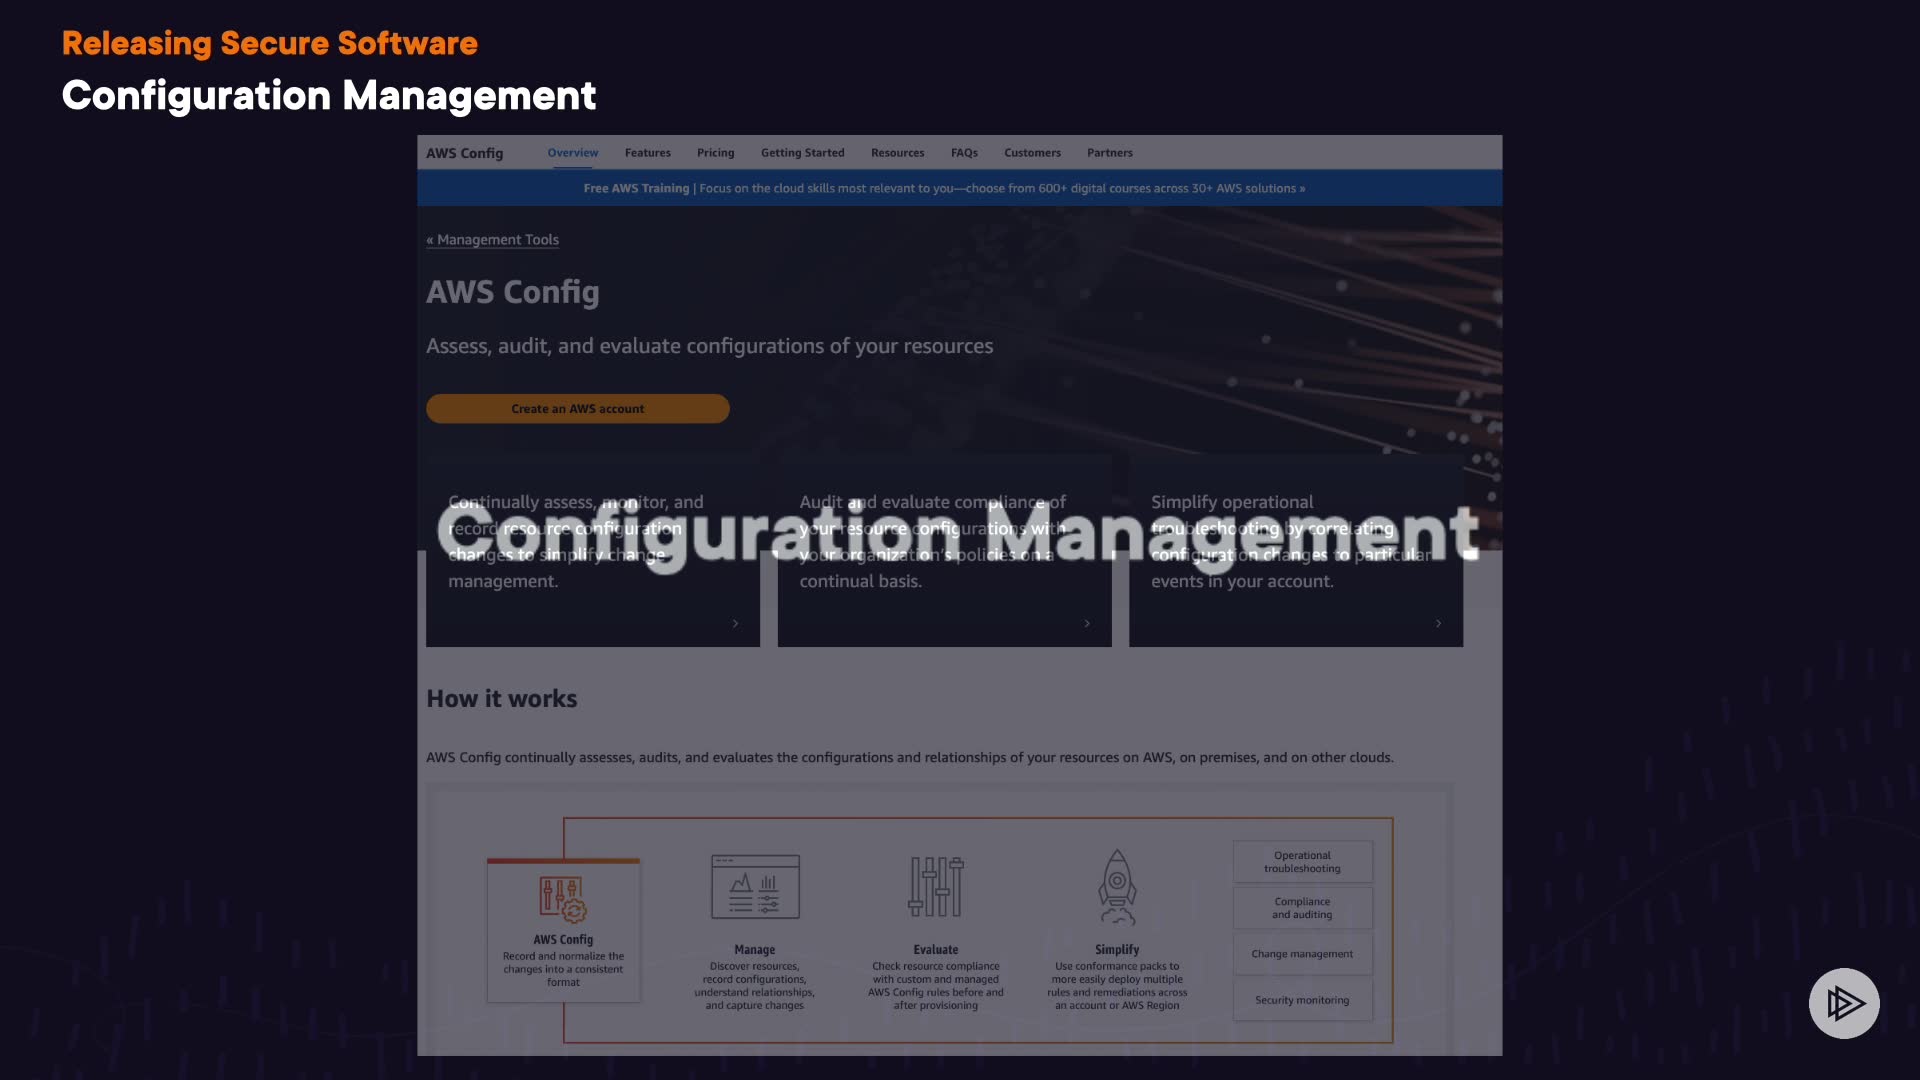 Releasing Secure Software
Configuration Management
AWS Config
Overview
Features
Pricing
Getting Started
Resources
FAQs
Customers
Partners
Free AWS Training | Focus on the cloud skills most relevant to you—choose from 600+ digital courses across 30+ AWS solutions »
« Management Tools
AWS Config
Assess, audit, and evaluate configurations of your resources
Create an AWS account
Configuration Management
Continually assess, monitor, and
record resource configuration
changes to simplify change
management.
Audit and evaluate compliance of
your resource configurations with
your organization's policies on a
continual basis.
Simplify operational
troubleshooting by correlating
configuration changes to particular
events in your account.
How it works
AWS Config continually assesses, audits, and evaluates the configurations and relationships of your resources on AWS, on premises, and on other clouds.
AWS Config
Record and normalize the
changes into a consistent
format
Manage
Discover resources,
record configurations,
understand relationships,
and capture changes
Evaluate
Check resource compliance
with custom and managed
AWS Config rules before and
after provisioning
Simplify
Use conformance packs to
more easily deploy multiple
rules and remediations across
an account or AWS Region
Operational
troubleshooting
Compliance
and auditing
Change management
Security monitoring